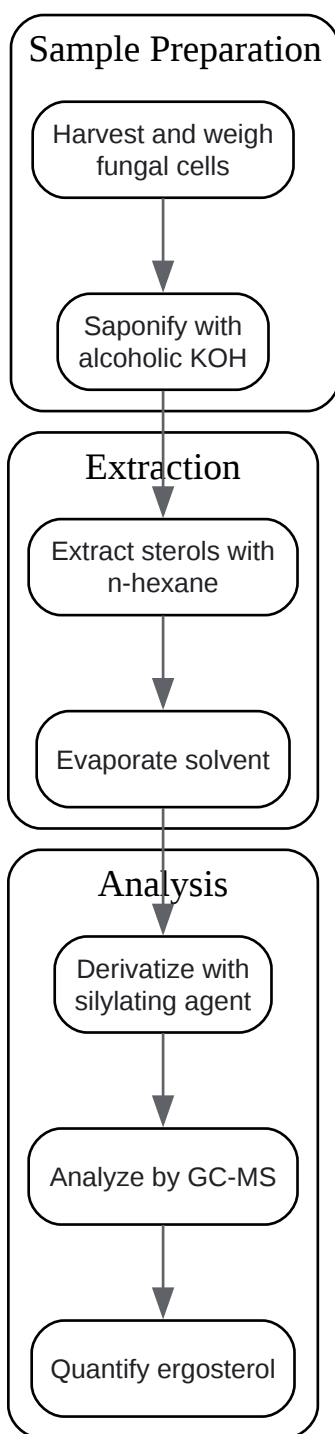 Sample Preparation
Harvest and weigh
fungal cells
Saponify with
alcoholic KOH
Extraction
Extract sterols with
n-hexane
Evaporate solvent
Analysis
Derivatize with
silylating agent
Analyze by GC-MS
Quantify ergosterol